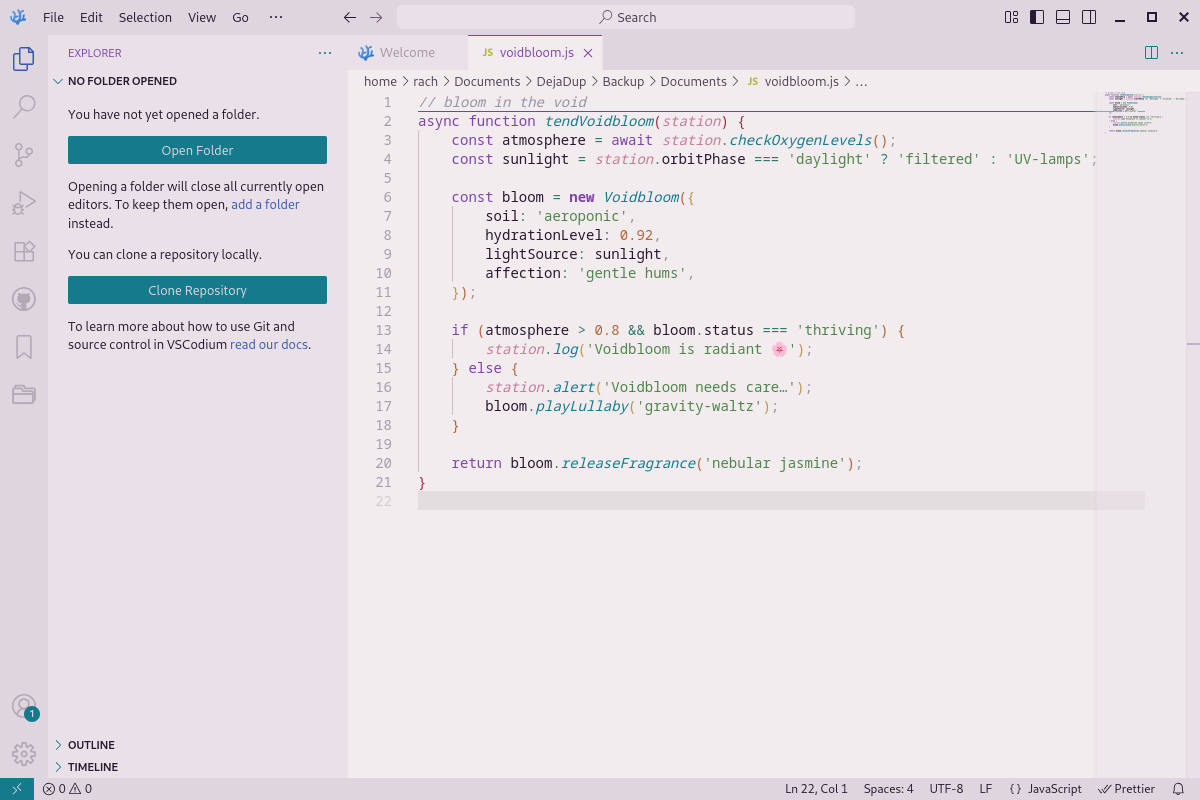 File Edit Selection View Go ···
Search
EXPLORER ···
NO FOLDER OPENED
You have not yet opened a folder.
Open Folder
Opening a folder will close all currently open
editors. To keep them open, add a folder
instead.
You can clone a repository locally.
Clone Repository
To learn more about how to use Git and
source control in VSCodium read our docs.
1
OUTLINE
TIMELINE
Welcome
JS voidbloom.js
···
home > rach > Documents > DejaDup > Backup > Documents > JS voidbloom.js > …
1 // bloom in the void
2 async function tendVoidbloom(station) {
3 const atmosphere = await station.checkOxygenLevels();
4 const sunlight = station.orbitPhase === 'daylight' ? 'filtered' : 'UV-lamps';
5
6 const bloom = new Voidbloom({
7 soil: 'aeroponic',
8 hydrationLevel: 0.92,
9 lightSource: sunlight,
10 affection: 'gentle hums',
11 });
12
13 if (atmosphere > 0.8 && bloom.status === 'thriving') {
14 station.log('Voidbloom is radiant 🌸');
15 } else {
16 station.alert('Voidbloom needs care…');
17 bloom.playLullaby('gravity-waltz');
18 }
19
20 return bloom.releaseFragrance('nebular jasmine');
21 }
22
0 0
Ln 22, Col 1 Spaces: 4 UTF-8 LF {} JavaScript Prettier